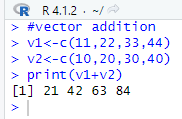 R 4.1.2 · ~/
> #vector addition
> v1<-c(11,22,33,44)
> v2<-c(10,20,30,40)
> print(v1+v2)
[1] 21 42 63 84
>